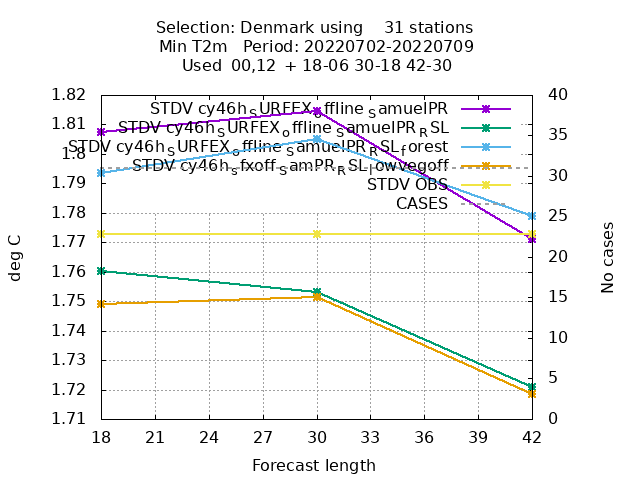 Selection: Denmark using    31 stations
Min T2m   Period: 20220702-20220709
Used  00,12  + 18-06 30-18 42-30
STDV cy46h_SURFEX_offline_samuelPR
STDV cy46h_SURFEX_offline_samuelPR_RSL
STDV cy46h_SURFEX_offline_samuelPR_RSL_forest
STDV cy46h_sfxoff_samPR_RSL_lowvegoff
STDV OBS
CASES
1.82
1.81
1.8
1.79
1.78
1.77
1.76
1.75
1.74
1.73
1.72
1.71
deg C
40
35
30
25
20
15
10
5
0
No cases
18 21 24 27 30 33 36 39 42
Forecast length